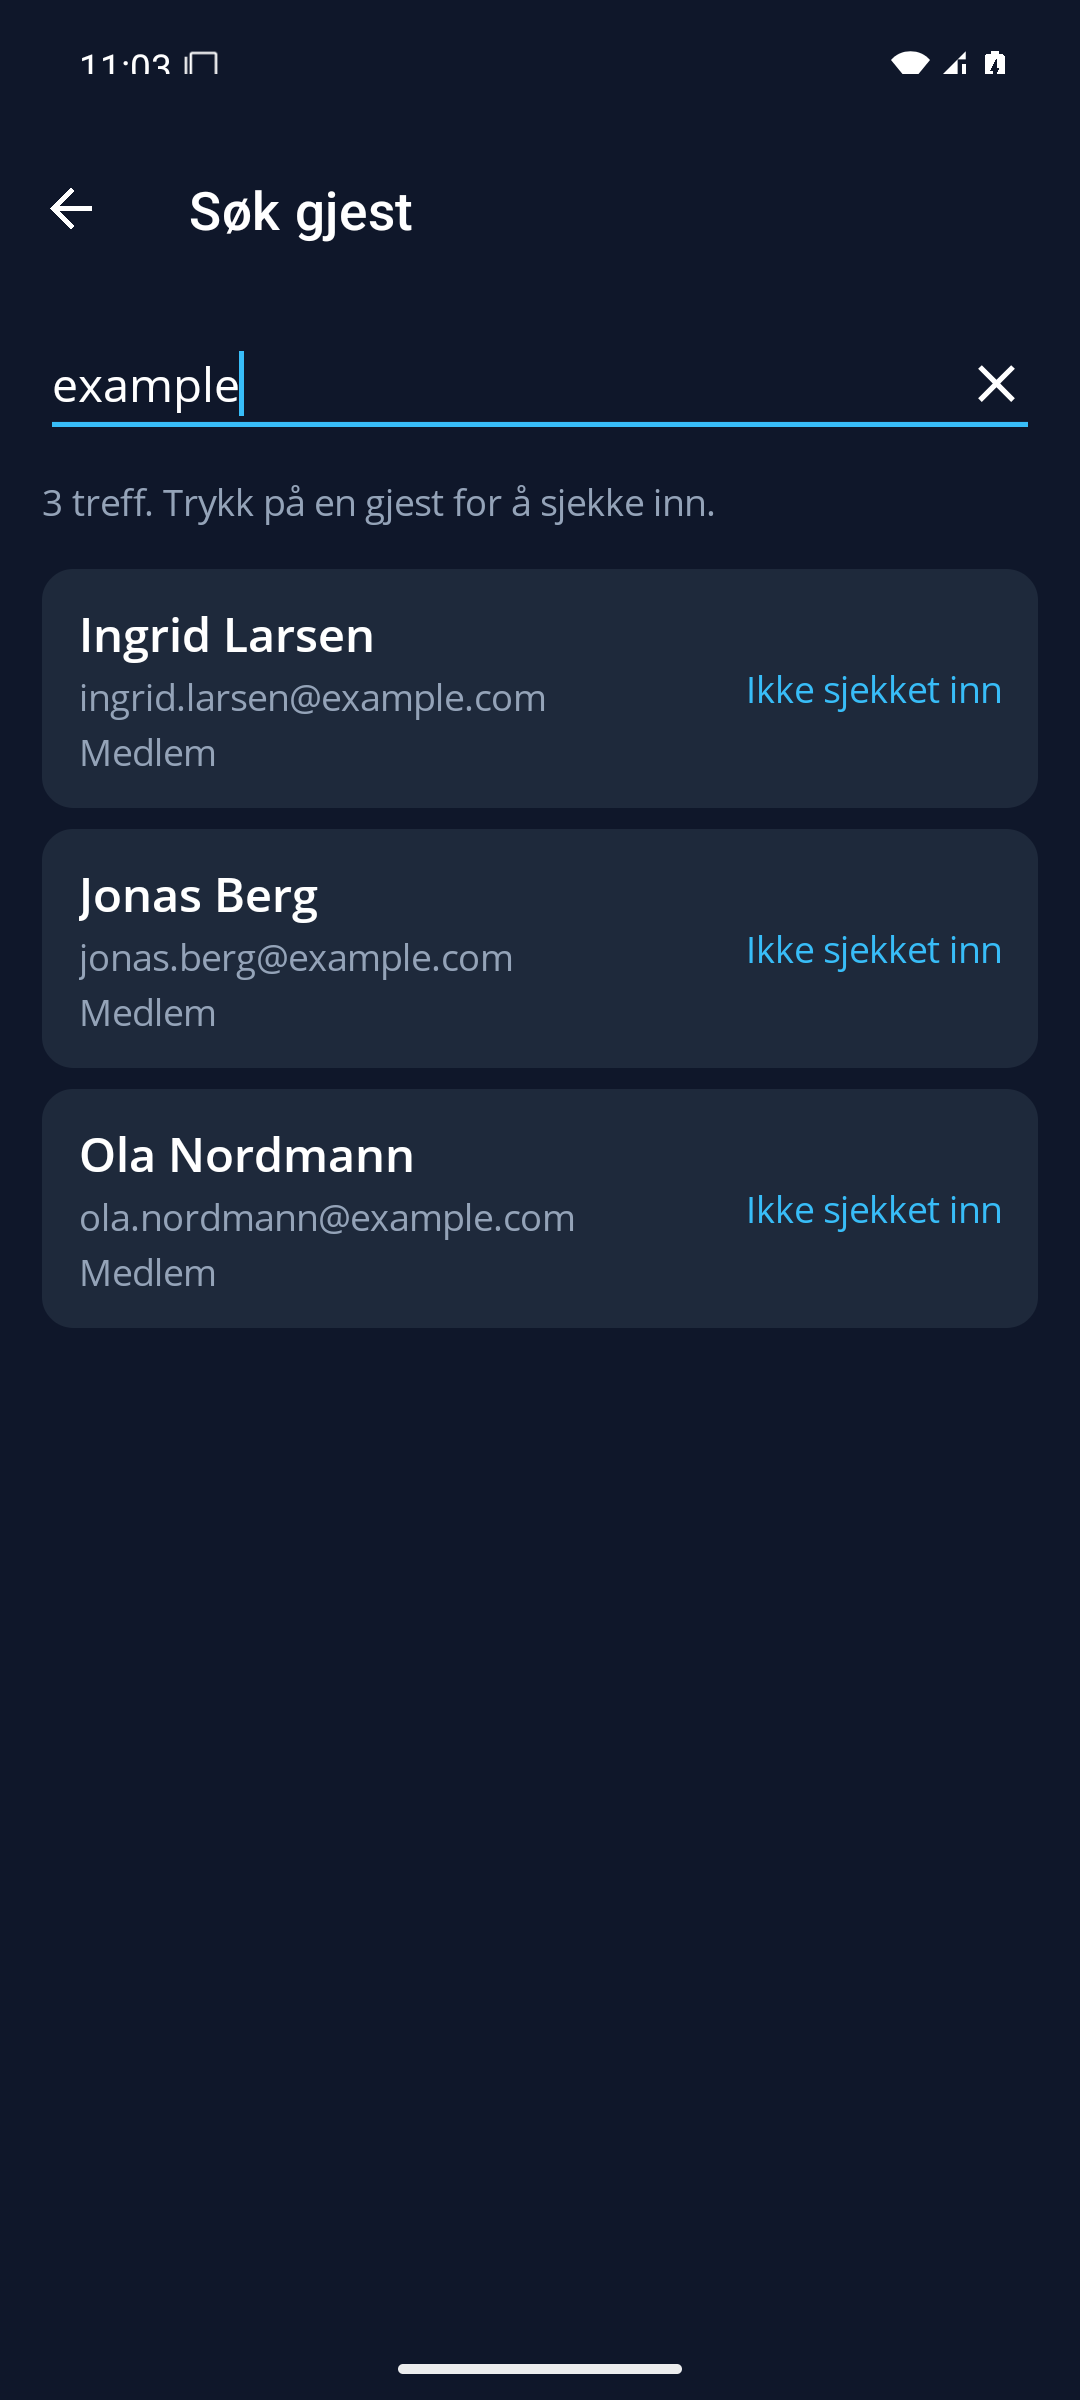 11:03
Søk gjest
example
3 treff. Trykk på en gjest for å sjekke inn.
Ingrid Larsen
ingrid.larsen@example.com
Ikke sjekket inn
Medlem
Jonas Berg
jonas.berg@example.com
Ikke sjekket inn
Medlem
Ola Nordmann
ola.nordmann@example.com
Ikke sjekket inn
Medlem